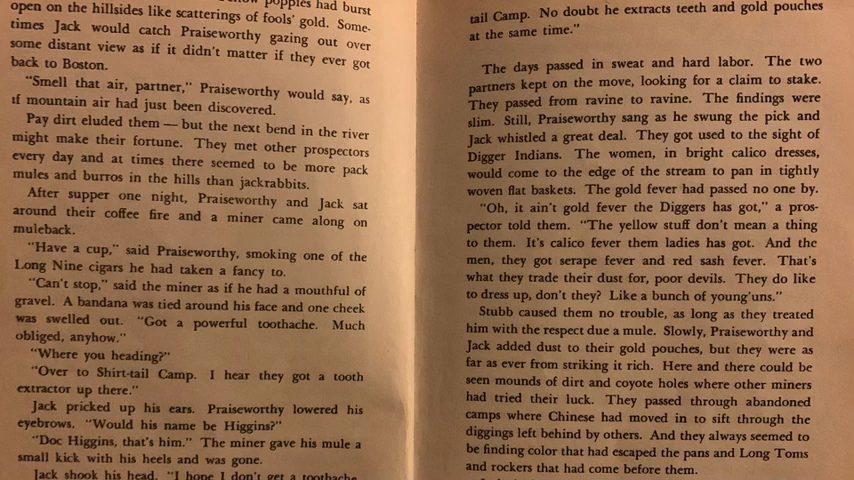 poppies had burst
open on the hillsides like scatterings of fools' gold. Some-
times Jack would catch Praiseworthy gazing out over
some distant view as if it didn't matter if they ever got
back to Boston.
"Smell that air, partner," Praiseworthy would say, as
if mountain air had just been discovered.
Pay dirt eluded them — but the next bend in the river
might make their fortune. They met other prospectors
every day and at times there seemed to be more pack
mules and burros in the hills than jackrabbits.
After supper one night, Praiseworthy and Jack sat
around their coffee fire and a miner came along on
muleback.
"Have a cup," said Praiseworthy, smoking one of the
Long Nine cigars he had taken a fancy to.
"Can't stop," said the miner as if he had a mouthful of
gravel. A bandana was tied around his face and one cheek
was swelled out. "Got a powerful toothache. Much
obliged, anyhow."
"Where you heading?"
"Over to Shirt-tail Camp. I hear they got a tooth
extractor up there."
Jack pricked up his ears. Praiseworthy lowered his
eyebrows. "Would his name be Higgins?"
"Doc Higgins, that's him." The miner gave his mule a
small kick with his heels and was gone.
Jack shook his head. "I hope I don't get a toothache
tail Camp. No doubt he extracts teeth and gold pouches
at the same time."
The days passed in sweat and hard labor. The two
partners kept on the move, looking for a claim to stake.
They passed from ravine to ravine. The findings were
slim. Still, Praiseworthy sang as he swung the pick and
Jack whistled a great deal. They got used to the sight of
Digger Indians. The women, in bright calico dresses,
would come to the edge of the stream to pan in tightly
woven flat baskets. The gold fever had passed no one by.
"Oh, it ain't gold fever the Diggers has got," a pros-
pector told them. "The yellow stuff don't mean a thing
to them. It's calico fever them ladies has got. And the
men, they got serape fever and red sash fever. That's
what they trade their dust for, poor devils. They do like
to dress up, don't they? Like a bunch of young'uns."
Stubb caused them no trouble, as long as they treated
him with the respect due a mule. Slowly, Praiseworthy and
Jack added dust to their gold pouches, but they were as
far as ever from striking it rich. Here and there could be
seen mounds of dirt and coyote holes where other miners
had tried their luck. They passed through abandoned
camps where Chinese had moved in to sift through the
diggings left behind by others. And they always seemed to
be finding color that had escaped the pans and Long Toms
and rockers that had come before them.